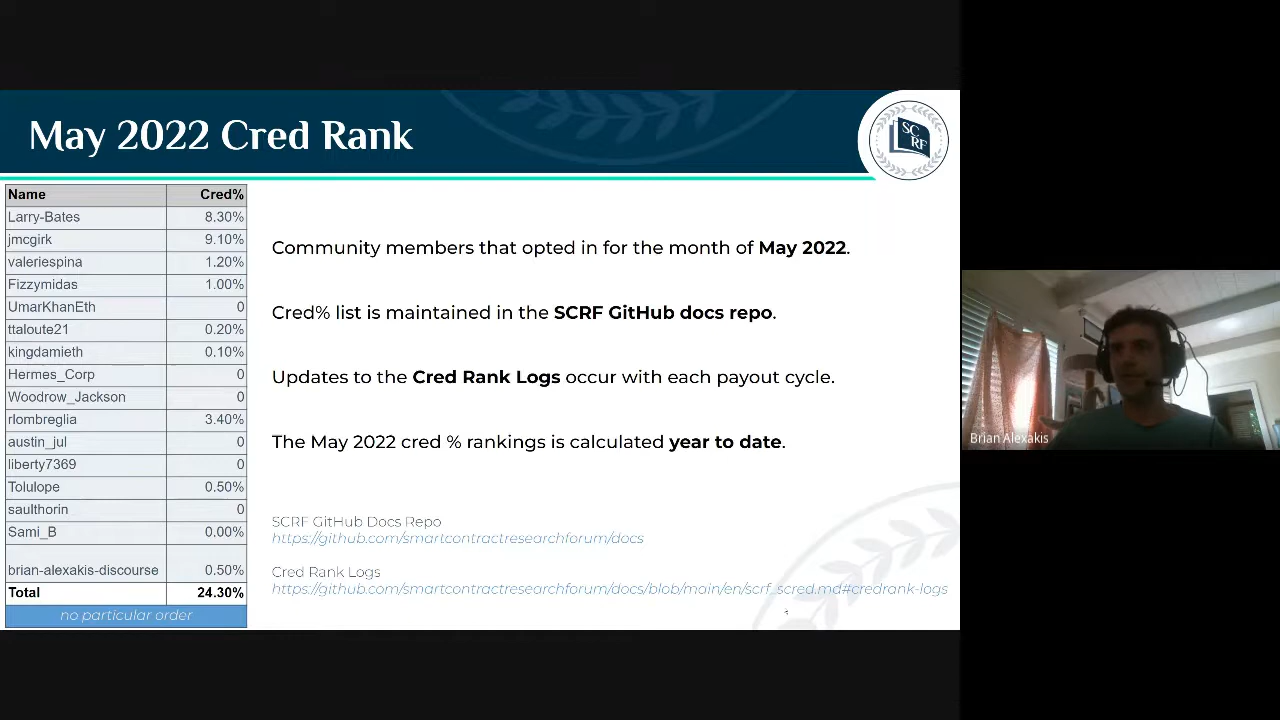 May 2022 Cred Rank
SC
RF
Name Cred%
Larry-Bates 8.30%
jmcgirk 9.10%
valeriespina 1.20%
Fizzymidas 1.00%
UmarKhanEth 0
ttaloute21 0.20%
kingdamieth 0.10%
Hermes_Corp 0
Woodrow_Jackson 0
rlombreglia 3.40%
austin_jul 0
liberty7369 0
Tolulope 0.50%
saulthorin 0
Sami_B 0.00%
brian-alexakis-discourse 0.50%
Total 24.30%
no particular order
Community members that opted in for the month of May 2022.
Cred% list is maintained in the SCRF GitHub docs repo.
Updates to the Cred Rank Logs occur with each payout cycle.
The May 2022 cred % rankings is calculated year to date.
SCRF GitHub Docs Repo
https://github.com/smartcontractresearchforum/docs
Cred Rank Logs
https://github.com/smartcontractresearchforum/docs/blob/main/en/scrf_scred.md#credrank-logs
Brian Alexakis